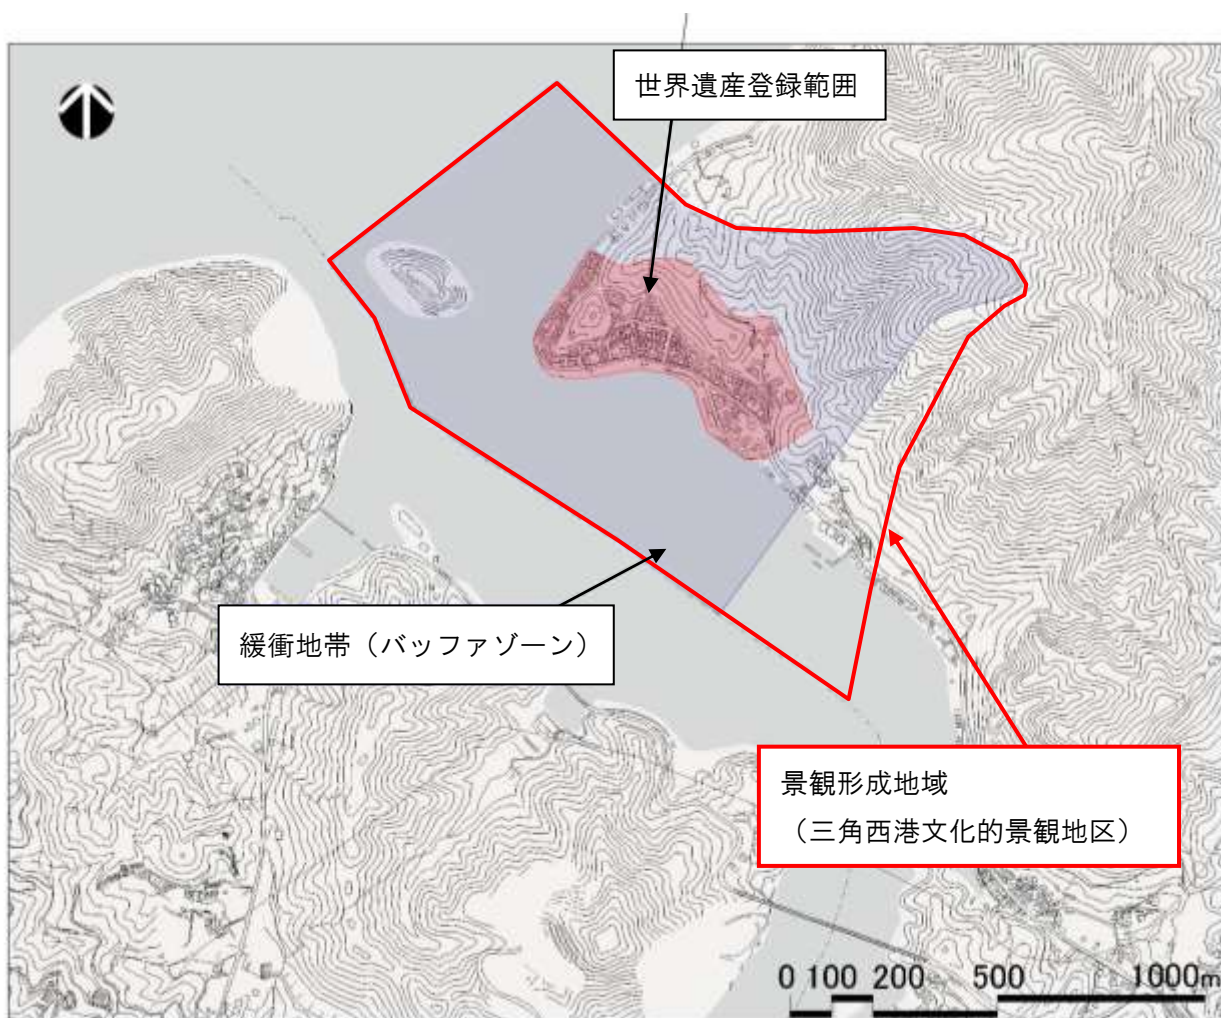 世界遺産登録範囲
緩衝地帯（バッファゾーン）
景観形成地域
（三角西港文化的景観地区）
0 100 200 500 1000m